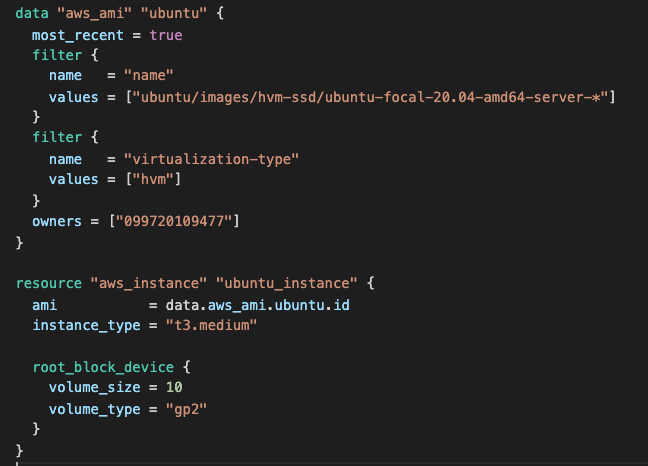 data "aws_ami" "ubuntu" {
  most_recent = true
  filter {
    name   = "name"
    values = ["ubuntu/images/hvm-ssd/ubuntu-focal-20.04-amd64-server-*"]
  }
  filter {
    name   = "virtualization-type"
    values = ["hvm"]
  }
  owners = ["099720109477"]
}

resource "aws_instance" "ubuntu_instance" {
  ami           = data.aws_ami.ubuntu.id
  instance_type = "t3.medium"

  root_block_device {
    volume_size = 10
    volume_type = "gp2"
  }
}